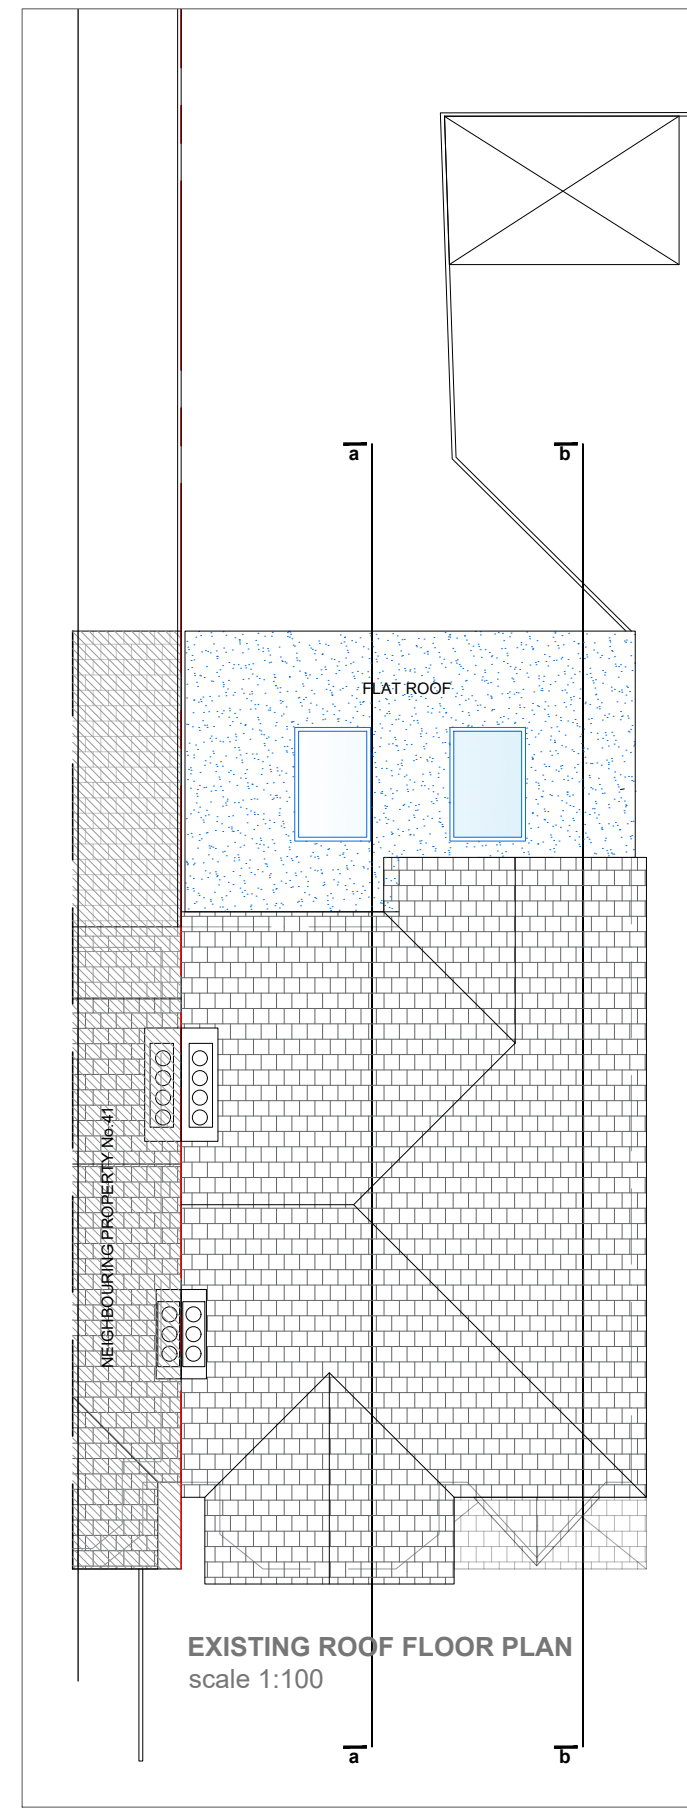 a
b
FLAT ROOF
NEIGHBOURING PROPERTY No.41
EXISTING ROOF FLOOR PLAN
scale 1:100
a
b